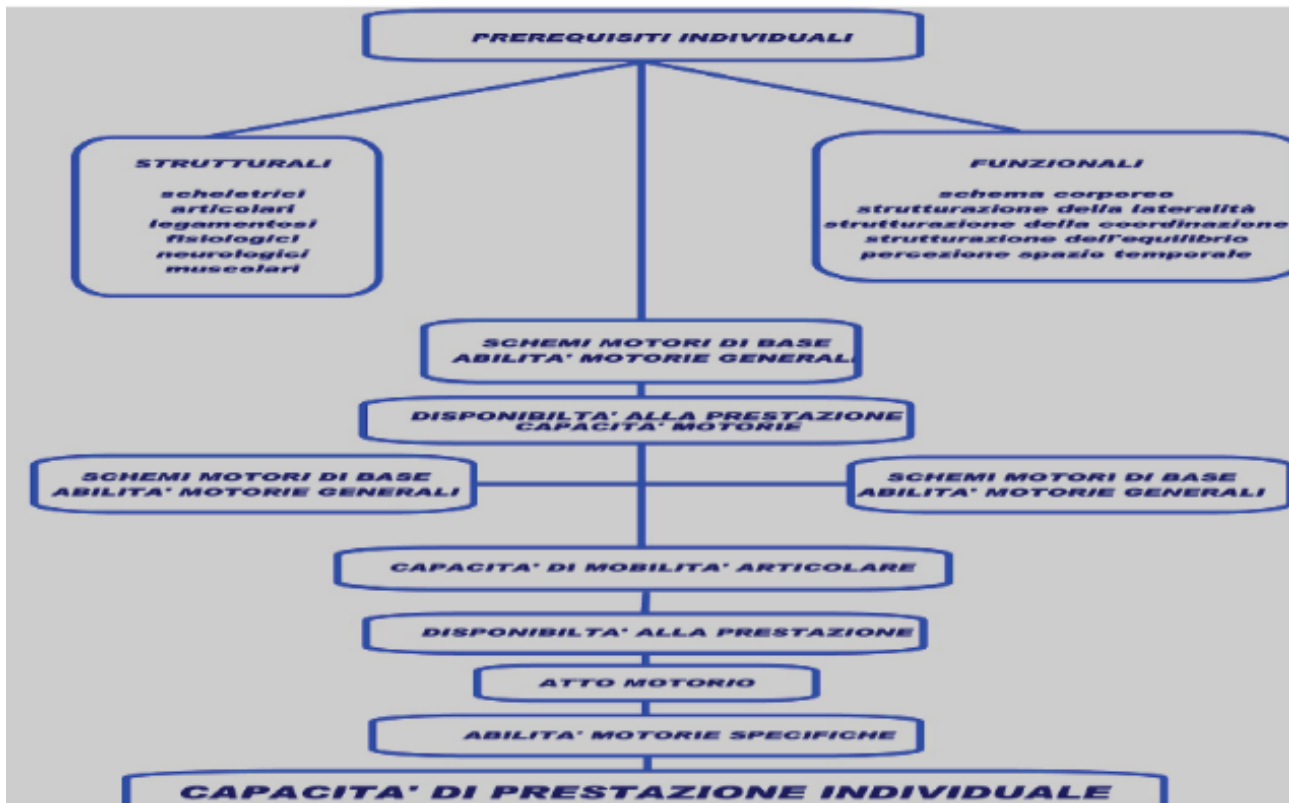 PREREQUISITI INDIVIDUALI
STRUTTURALI
scheletrici
articolari
legamentosi
fisiologici
neurologici
muscolari
FUNZIONALI
schema corporeo
strutturazione della lateralità
strutturazione della coordinazione
strutturazione dell'equilibrio
percezione spazio temporale
SCHEMI MOTORI DI BASE
ABILITA' MOTORIE GENERALI
DISPONIBILTA' ALLA PRESTAZIONE
CAPACITA' MOTORIE
SCHEMI MOTORI DI BASE
ABILITA' MOTORIE GENERALI
SCHEMI MOTORI DI BASE
ABILITA' MOTORIE GENERALI
CAPACITA' DI MOBILITA' ARTICOLARE
DISPONIBILTA' ALLA PRESTAZIONE
ATTO MOTORIO
ABILITA' MOTORIE SPECIFICHE
CAPACITA' DI PRESTAZIONE INDIVIDUALE